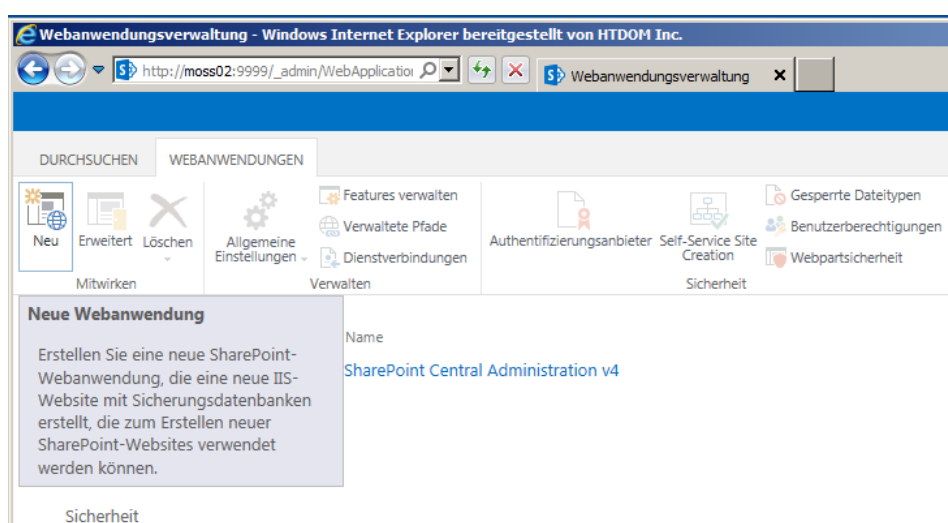 Webanwendungsverwaltung - Windows Internet Explorer bereitgestellt von HTDOM Inc.
http://moss02:9999/_admin/WebApplication
Webanwendungsverwaltung
DURCHSUCHEN WEBANWENDUNGEN
Neu
Erweitert
Löschen
Mitwirken
Allgemeine
Einstellungen
Features verwalten
Verwaltete Pfade
Dienstverbindungen
Verwalten
Authentifizierungsanbieter
Self-Service Site
Creation
Gesperrte Dateitypen
Benutzerberechtigungen
Webpartsicherheit
Sicherheit
Neue Webanwendung
Erstellen Sie eine neue SharePoint-
Webanwendung, die eine neue IIS-
Website mit Sicherungsdatenbanken
erstellt, die zum Erstellen neuer
SharePoint-Websites verwendet
werden können.
Name
SharePoint Central Administration v4
Sicherheit